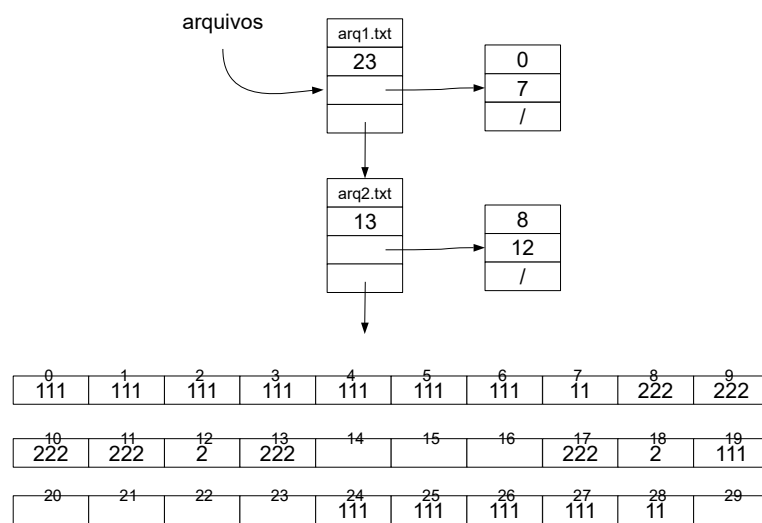 arquivos
arq1.txt
23
0
7
/
arq2.txt
13
8
12
/
0 1 2 3 4 5 6 7 8 9
111 111 111 111 111 111 111 11 222 222
10 11 12 13 14 15 16 17 18 19
222 222 2 222 222 2 111
20 21 22 23 24 25 26 27 28 29
111 111 111 111 11